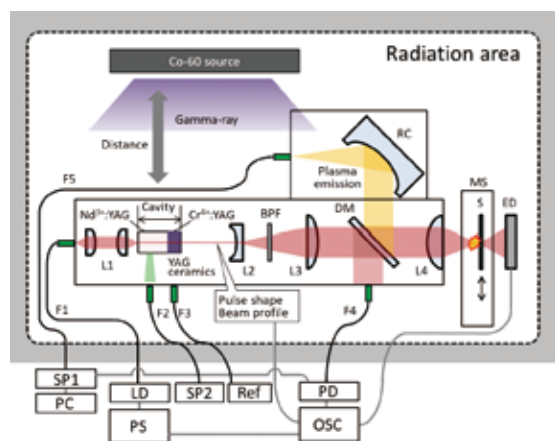 Radiation area
Co-60 source
Gamma-ray
Distance
RC
Plasma
emission
F5
MS
Cavity
S
ED
Nd³⁺:YAG
Cr⁴⁺:YAG
BPF
DM
L1
YAG
ceramics
L2
L3
L4
Pulse shape
Beam profile
F1
F2
F3
F4
SP1
LD
SP2
Ref
PD
PC
PS
OSC